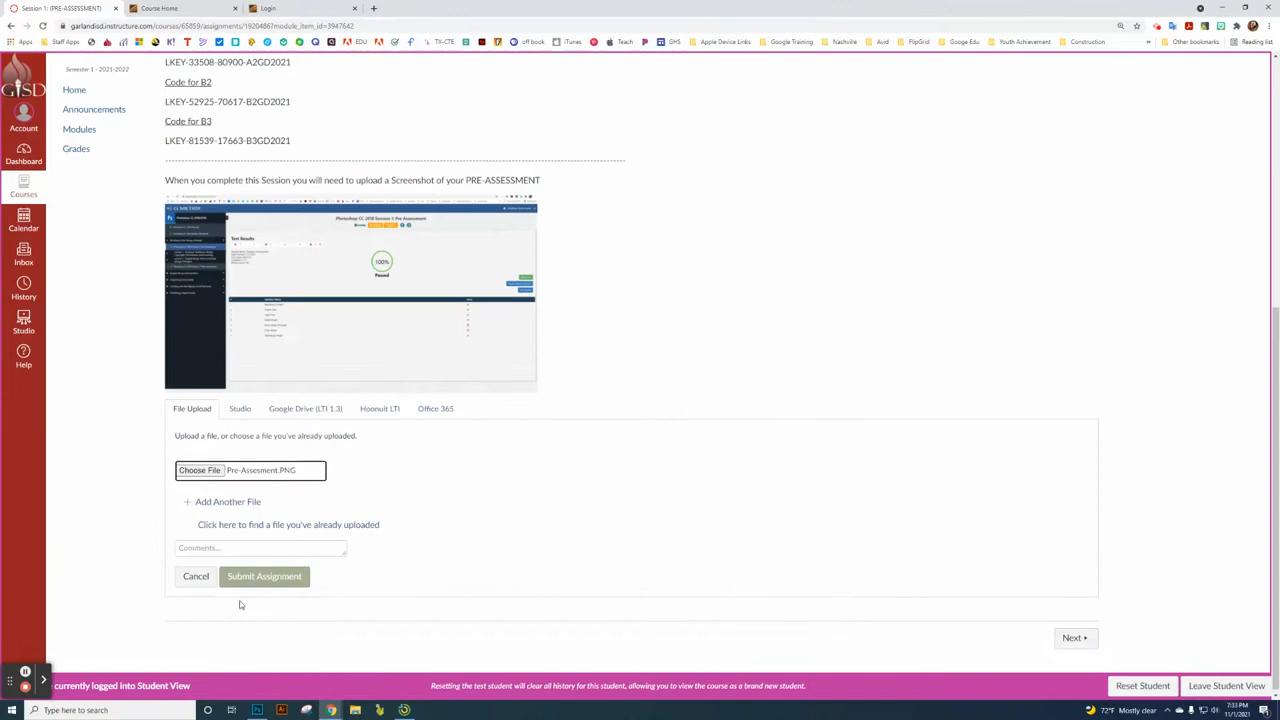 Session 1: (PRE-ASSESSMENT)
Course Home
Login
garlandisd.instructure.com/courses/65859/assignments/1920486?module_item_id=3947642
Apps
Staff Apps
EDU
TX-CTE
off book
iTunes
Teach
GHS
Apple Device Links
Google Training
Nashville
Avid
FlipGrid
Googe Edu
Youth Achievement
Construction
Other bookmarks
Reading list
GISD
Account
Dashboard
Courses
Calendar
Inbox
History
Studio
Help
Semester 1 - 2021-2022
Home
Announcements
Modules
Grades
LKEY-33508-80900-A2GD2021
Code for B2
LKEY-52925-70617-B2GD2021
Code for B3
LKEY-81539-17663-B3GD2021
When you complete this Session you will need to upload a Screenshot of your PRE-ASSESSMENT
Photoshop CC 2018 Session 1: Pre Assessment
Test Results
100%
Passed
File Upload
Studio
Google Drive (LTI 1.3)
Hoonuit LTI
Office 365
Upload a file, or choose a file you've already uploaded.
Choose File Pre-Assesment.PNG
+ Add Another File
Click here to find a file you've already uploaded
Comments...
Cancel
Submit Assignment
Next
currently logged into Student View
Resetting the test student will clear all history for this student, allowing you to view the course as a brand new student.
Reset Student
Leave Student View
Type here to search
72°F Mostly clear
7:33 PM
11/1/2021